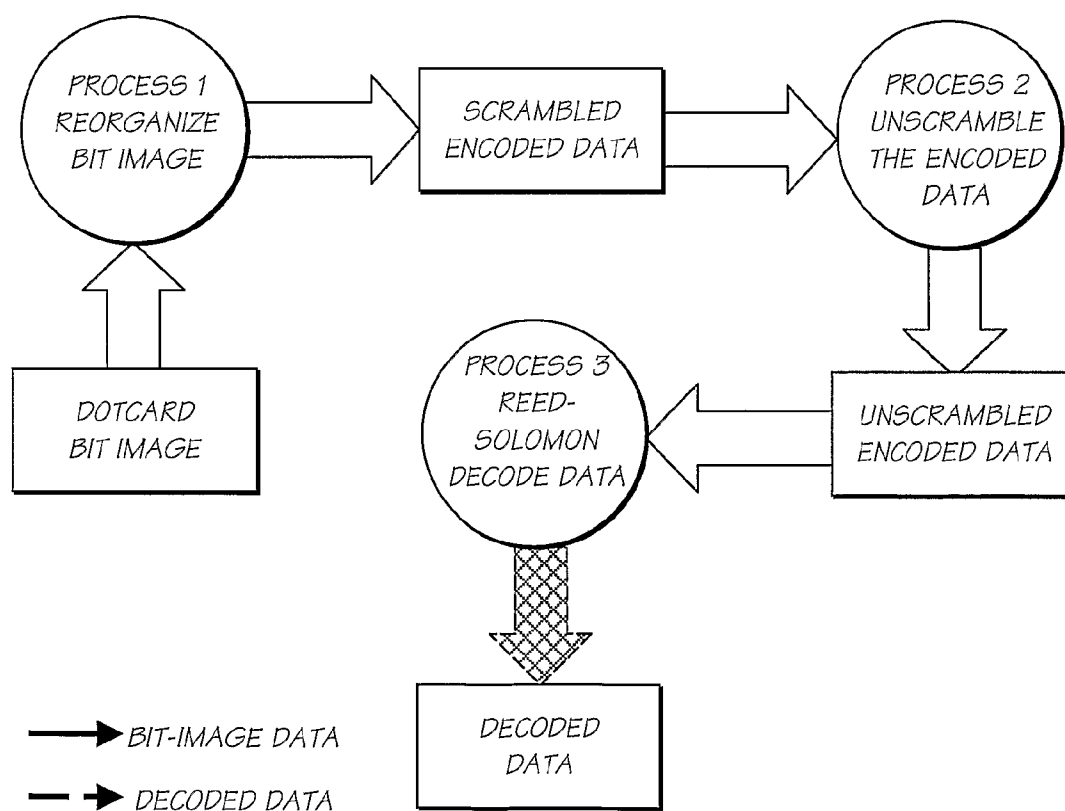 PROCESS 1
REORGANIZE
BIT IMAGE
SCRAMBLED
ENCODED DATA
PROCESS 2
UNSCRAMBLE
THE ENCODED
DATA
DOTCARD
BIT IMAGE
PROCESS 3
REED-
SOLOMON
DECODE DATA
UNSCRAMBLED
ENCODED DATA
DECODED
DATA
BIT-IMAGE DATA
DECODED DATA